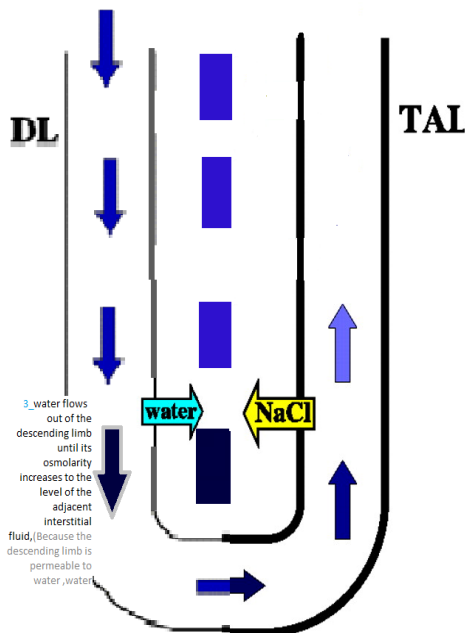 DL
TAL
water
NaCl
3_water flows
out of the
descending limb
until its
osmolarity
increases to the
level of the
adjacent
interstitial
fluid,(Because the
descending limb is
permeable to
water ,water